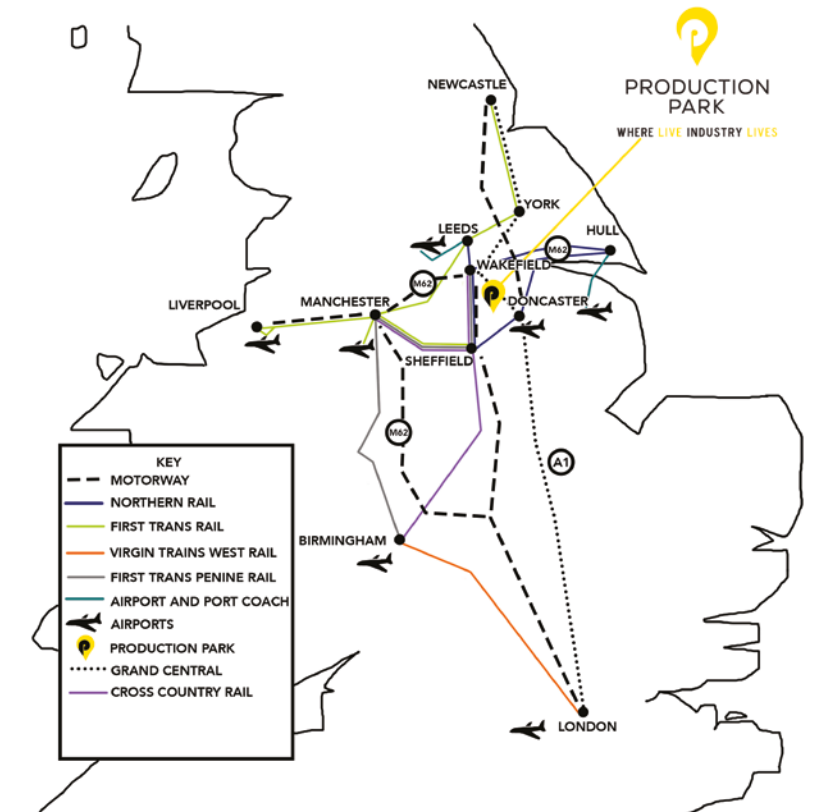 NEWCASTLE
PRODUCTION
PARK
WHERE LIVE INDUSTRY LIVES
YORK
LEEDS
HULL
M62
WAKEFIELD
M62
LIVERPOOL
MANCHESTER
DONCASTER
SHEFFIELD
M62
A1
KEY
MOTORWAY
NORTHERN RAIL
FIRST TRANS RAIL
VIRGIN TRAINS WEST RAIL
FIRST TRANS PENINE RAIL
AIRPORT AND PORT COACH
AIRPORTS
PRODUCTION PARK
GRAND CENTRAL
CROSS COUNTRY RAIL
BIRMINGHAM
LONDON